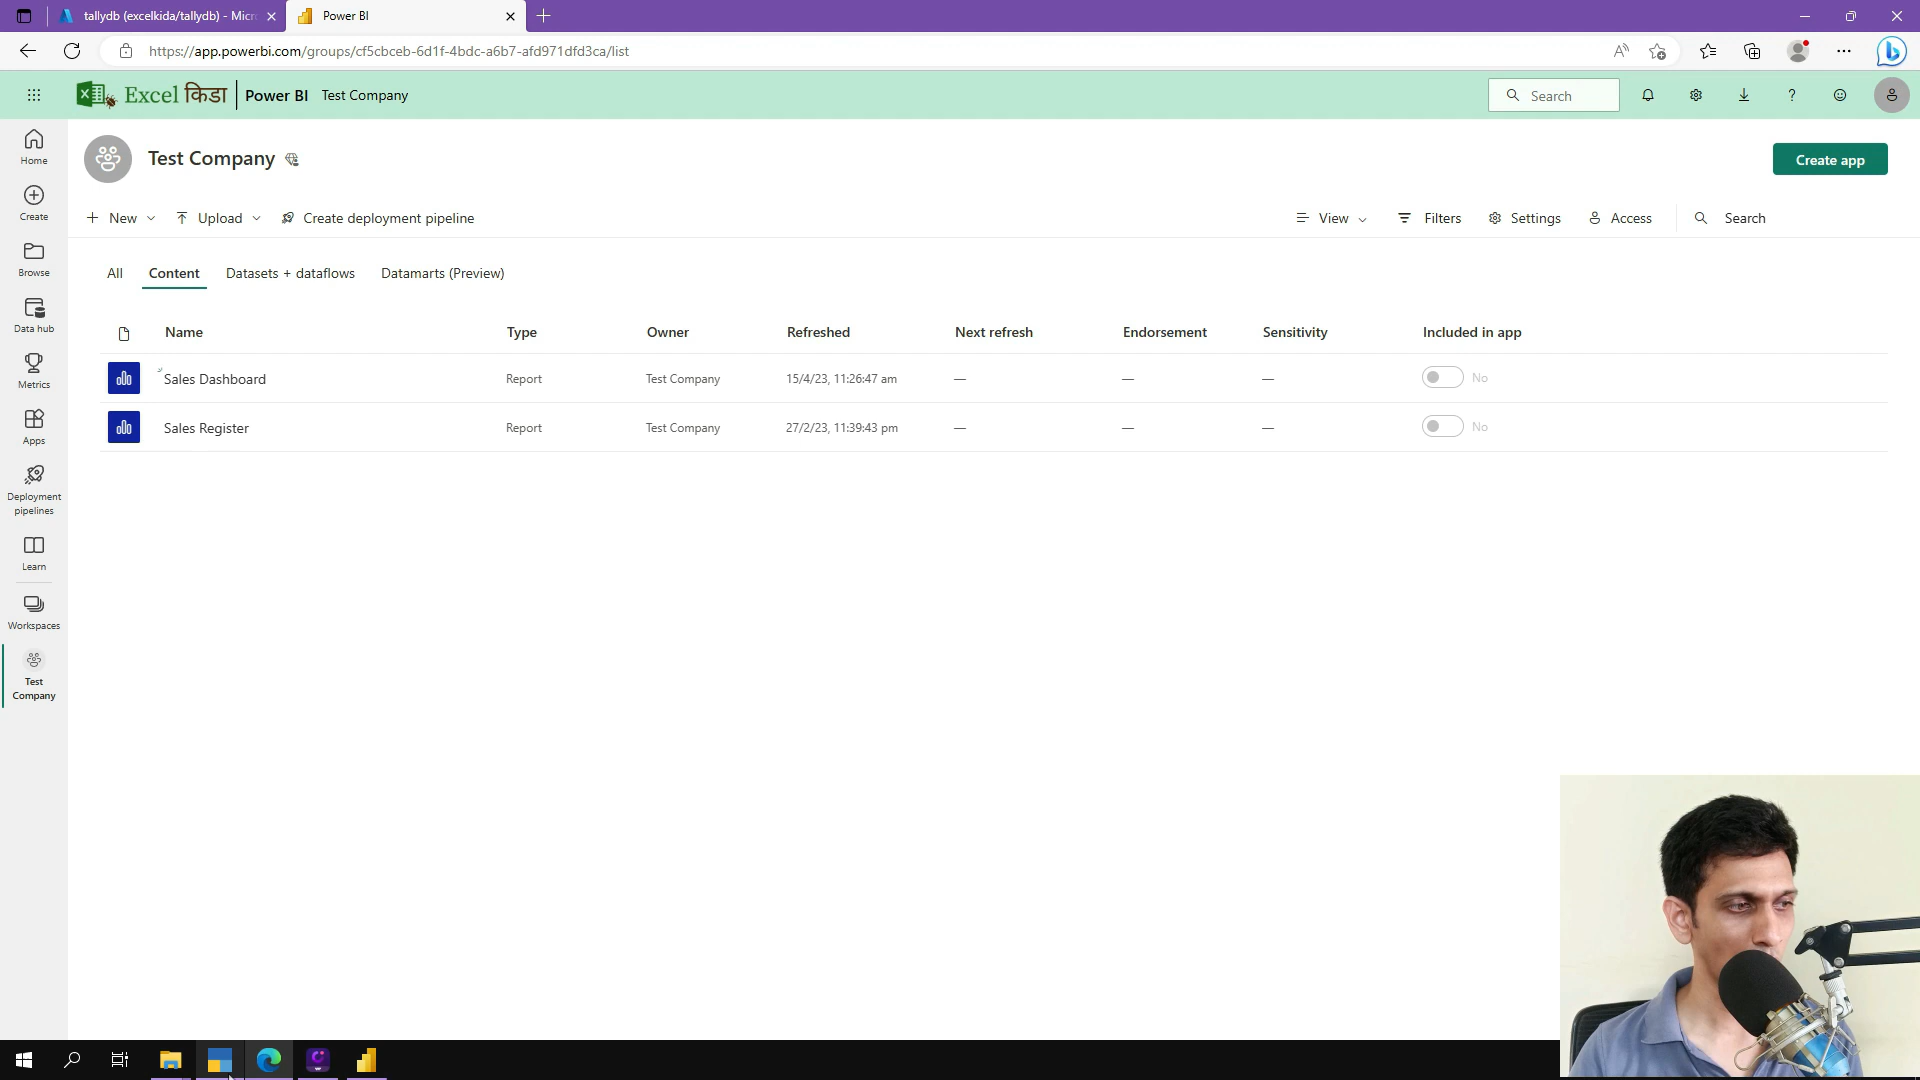 tallydb (excelkida/tallydb) - Micr
Power BI
https://app.powerbi.com/groups/cf5cbceb-6d1f-4bdc-a6b7-afd971dfd3ca/list
Excel किडा
Power BI
Test Company
Search
Home
Create
Browse
Data hub
Metrics
Apps
Deployment
pipelines
Learn
Workspaces
Test
Company
Test Company
Create app
New
Upload
Create deployment pipeline
View
Filters
Settings
Access
Search
All
Content
Datasets + dataflows
Datamarts (Preview)
Name Type Owner Refreshed Next refresh Endorsement Sensitivity Included in app
Sales Dashboard Report Test Company 15/4/23, 11:26:47 am — — — No
Sales Register Report Test Company 27/2/23, 11:39:43 pm — — — No